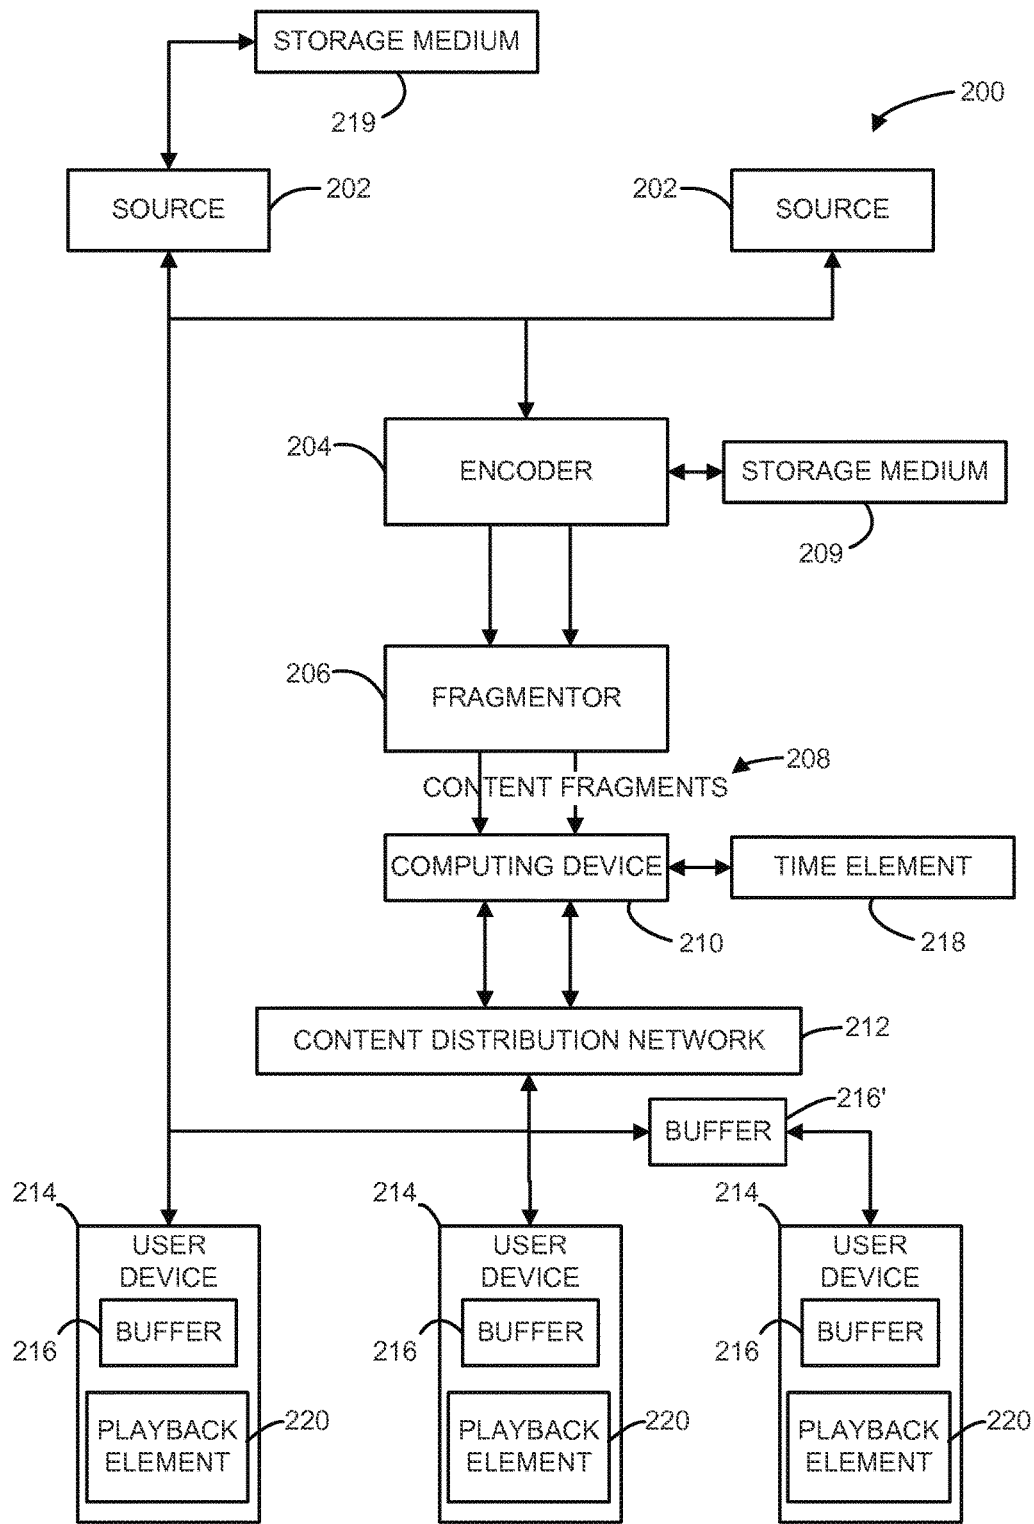 STORAGE MEDIUM
219
200
SOURCE
202
202
SOURCE
204
ENCODER
STORAGE MEDIUM
209
206
FRAGMENTOR
CONTENT FRAGMENTS
208
COMPUTING DEVICE
TIME ELEMENT
210
218
CONTENT DISTRIBUTION NETWORK
212
216'
BUFFER
214
USER
DEVICE
BUFFER
216
PLAYBACK
ELEMENT
220
214
USER
DEVICE
BUFFER
216
PLAYBACK
ELEMENT
220
214
USER
DEVICE
BUFFER
216
PLAYBACK
ELEMENT
220